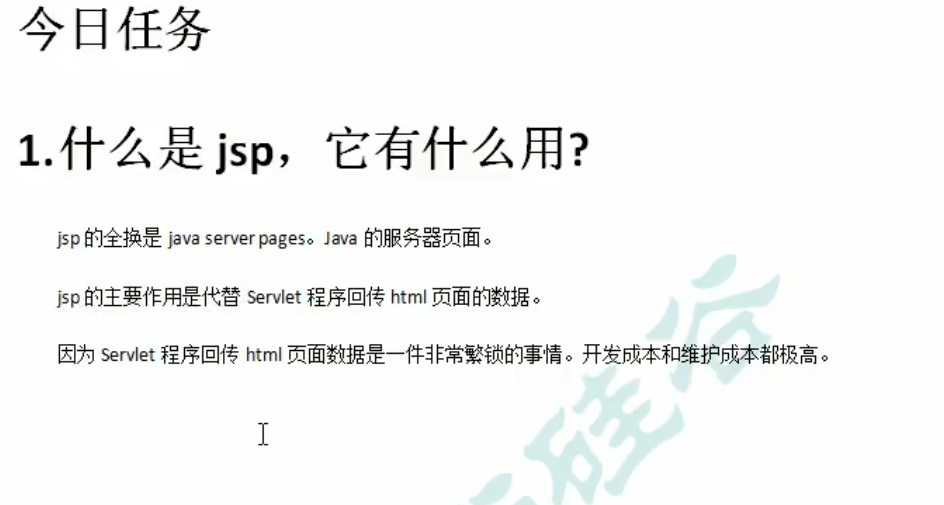 今日任务
1.什么是 jsp，它有什么用?
jsp 的全换是 java server pages。Java 的服务器页面。
jsp 的主要作用是代替 Servlet 程序回传 html 页面的数据。
因为 Servlet 程序回传 html 页面数据是一件非常繁锁的事情。开发成本和维护成本都极高。
硅谷